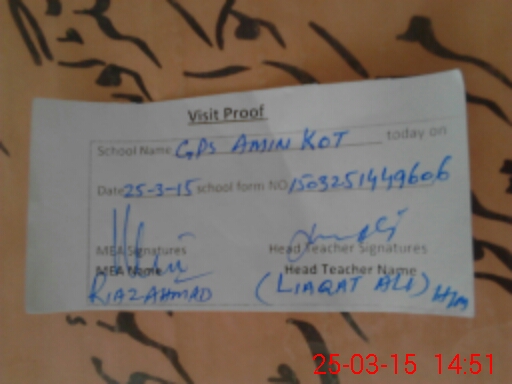 Visit Proof
School Name GPS AMIN KOT today on
Date 25-3-15 school form NO 1503251449606
MEA Signatures Head Teacher Signatures
MEA Name Head Teacher Name
RIAZ AHMAD (LIAQAT ALI) H/M
25-03-15 14:51